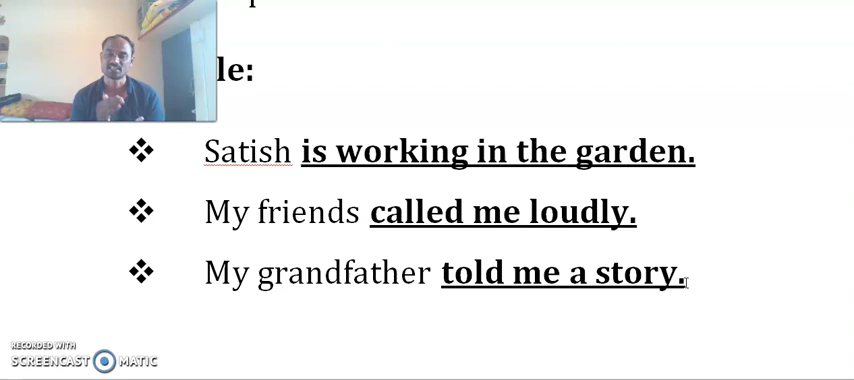 le:
❖ Satish is working in the garden.
❖ My friends called me loudly.
❖ My grandfather told me a story.
RECORDED WITH
SCREENCAST MATIC